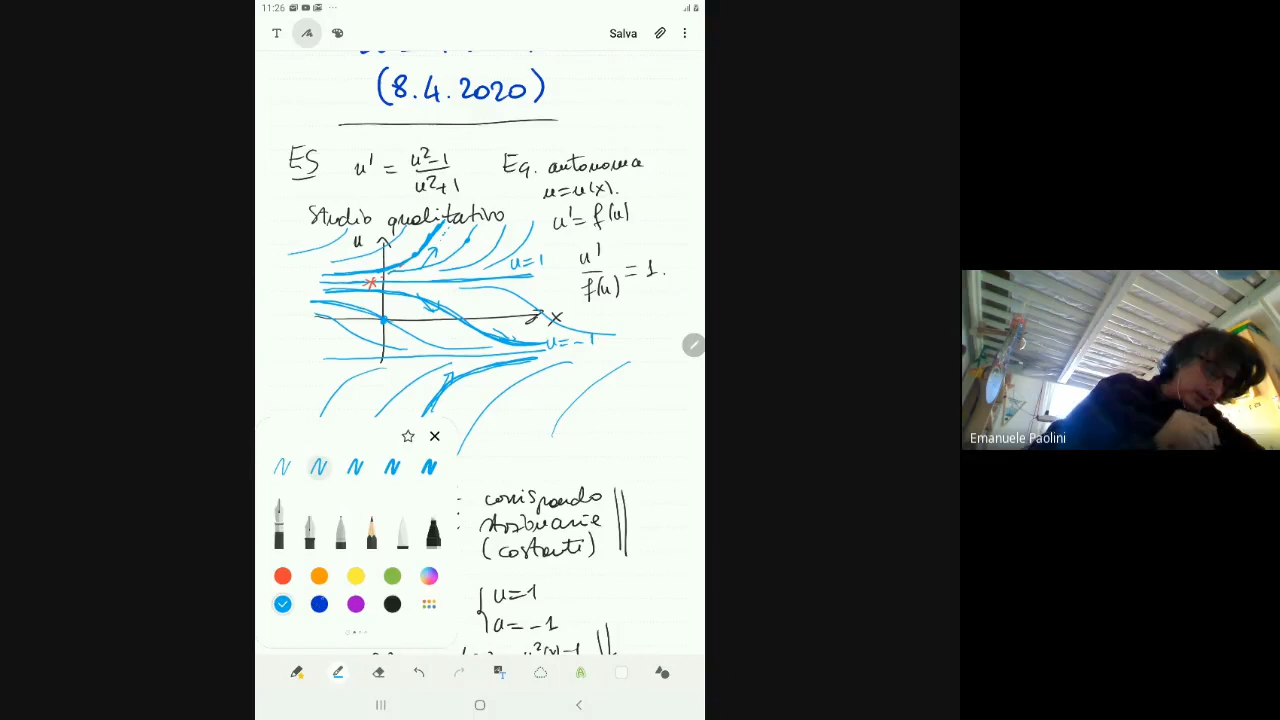 11:26
T
Salva
(8.4.2020)
ES u' = u²-1 / u²+1 Eq. autonoma
u=u(x).
Studio qualitativo u' = f(u)
u
u=1
u' / f(u) = 1.
x
u=-1
corrispondo
(costanti)
u=1
u=-1
Emanuele Paolini